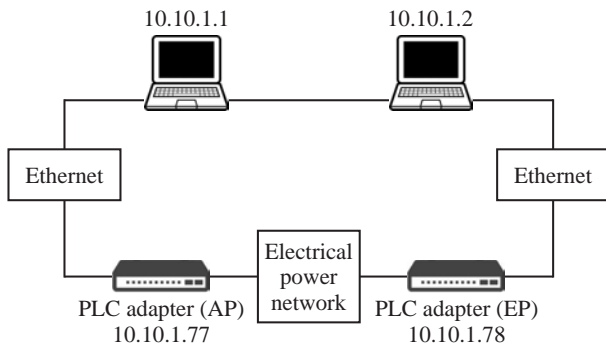 10.10.1.1
10.10.1.2
Ethernet
Ethernet
Electrical
power
network
PLC adapter (AP)
10.10.1.77
PLC adapter (EP)
10.10.1.78